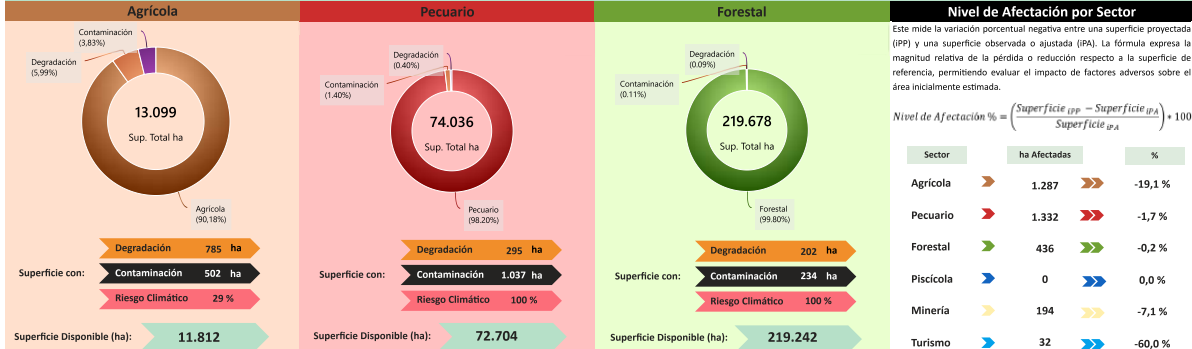 Agrícola
Contaminación
(3,83%)
Degradación
(5,99%)
13.099
Sup. Total ha
Agrícola
(90,18%)
Superficie con:
Degradación 785 ha
Contaminación 502 ha
Riesgo Climático 29 %
Superficie Disponible (ha): 11.812
Pecuario
Degradación
(0.40%)
Contaminación
(1.40%)
74.036
Sup. Total ha
Pecuario
(98.20%)
Superficie con:
Degradación 295 ha
Contaminación 1.037 ha
Riesgo Climático 100 %
Superficie Disponible (ha): 72.704
Forestal
Degradación
(0.09%)
Contaminación
(0.11%)
219.678
Sup. Total ha
Forestal
(99.80%)
Superficie con:
Degradación 202 ha
Contaminación 234 ha
Riesgo Climático 100 %
Superficie Disponible (ha): 219.242
Nivel de Afectación por Sector
Este mide la variación porcentual negativa entre una superficie proyectada
(iPP) y una superficie observada o ajustada (iPA). La fórmula expresa la
magnitud relativa de la pérdida o reducción respecto a la superficie de
referencia, permitiendo evaluar el impacto de factores adversos sobre el
área inicialmente estimada.
Nivel de Afectación % = (Superficie iPP − Superficie iPA / Superficie iPA) * 100
Sector ha Afectadas %
Agrícola 1.287 -19,1 %
Pecuario 1.332 -1,7 %
Forestal 436 -0,2 %
Piscícola 0 0,0 %
Minería 194 -7,1 %
Turismo 32 -60,0 %